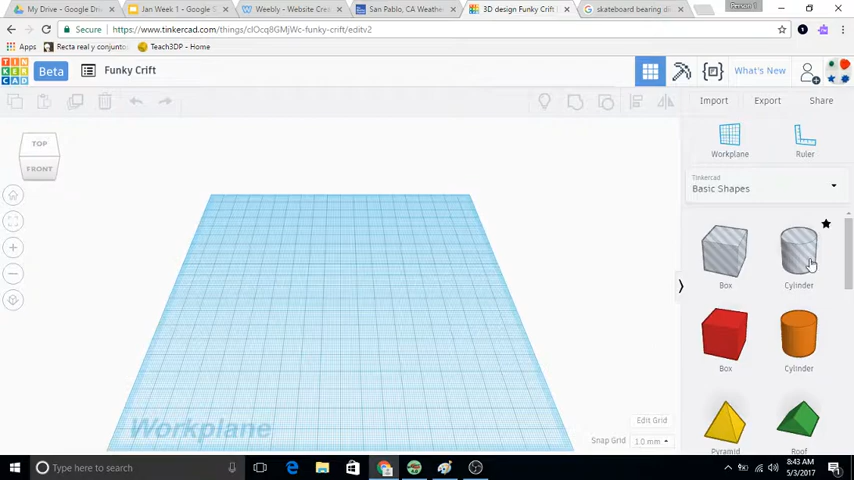 My Drive - Google D
Jan Week 1 - Google S
Weebly - Website Crea
San Pablo, CA Weathe
3D design Funky Crift
skateboard bearing di
Person 1
Secure
https://www.tinkercad.com/things/
-funky-crift/editv2
Apps
Recta real y conjunto
Teach3DP - Home
TIN
KER
CAD
Beta
Funky Crift
What's New
Import
Export
Share
TOP
FRONT
Workplane
Ruler
Tinkercad
Basic Shapes
Box
Cylinder
Box
Cylinder
Pyramid
Roof
Workplane
Edit Grid
Snap Grid 1.0 mm
Type here to search
8:43 AM
5/3/2017